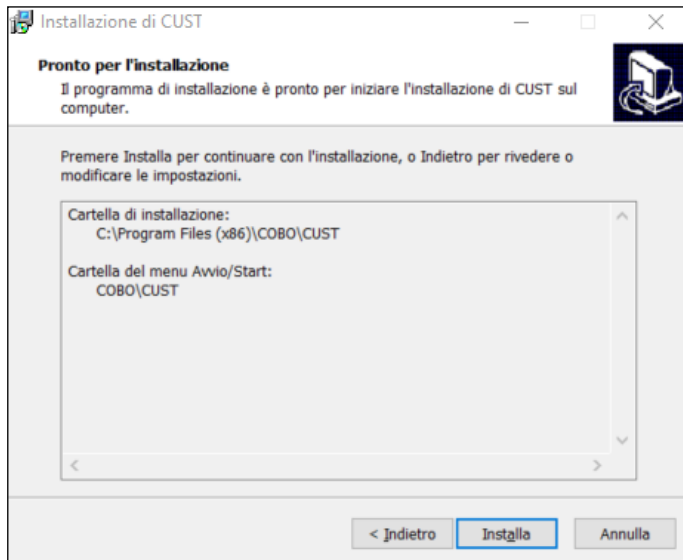 Installazione di CUST
Pronto per l'installazione
Il programma di installazione è pronto per iniziare l'installazione di CUST sul
computer.
Premere Installa per continuare con l'installazione, o Indietro per rivedere o
modificare le impostazioni.
Cartella di installazione:
C:\Program Files (x86)\COBO\CUST
Cartella del menu Avvio/Start:
COBO\CUST
< Indietro
Installa
Annulla